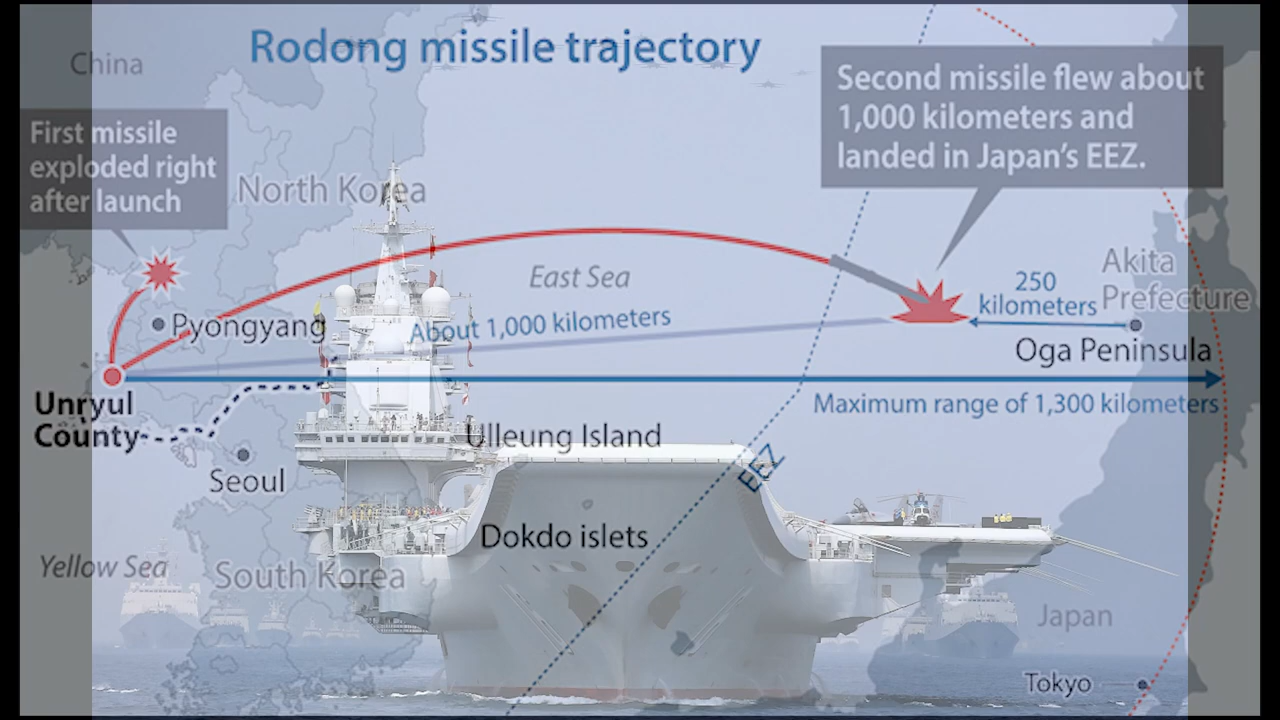 Rodong missile trajectory
China
Second missile flew about
1,000 kilometers and
landed in Japan's EEZ.
First missile
exploded right
after launch
North Korea
East Sea
Akita
Prefecture
250
kilometers
Pyongyang
About 1,000 kilometers
Oga Peninsula
Unryul
County
Maximum range of 1,300 kilometers
Ulleung Island
EEZ
Seoul
Dokdo islets
Yellow Sea
South Korea
Japan
Tokyo